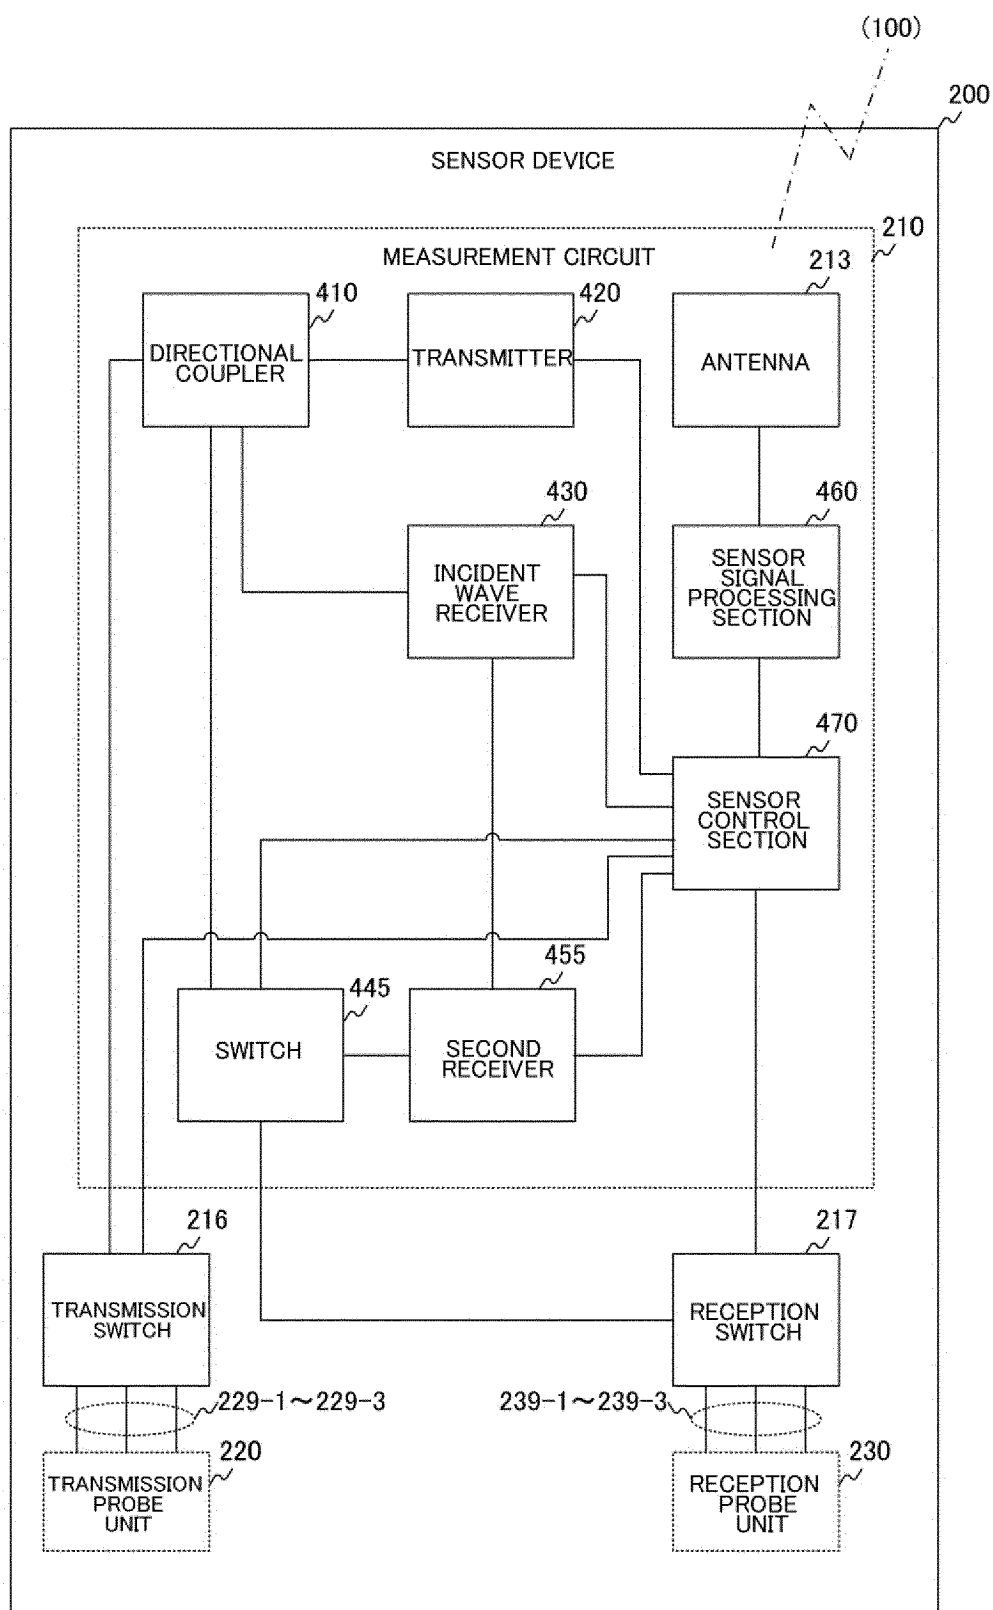 (100)
200
SENSOR DEVICE
210
MEASUREMENT CIRCUIT
213
410
420
DIRECTIONAL
COUPLER
TRANSMITTER
ANTENNA
430
460
INCIDENT
WAVE
RECEIVER
SENSOR
SIGNAL
PROCESSING
SECTION
470
SENSOR
CONTROL
SECTION
455
445
SWITCH
SECOND
RECEIVER
216
217
TRANSMISSION
SWITCH
RECEPTION
SWITCH
229-1～229-3
239-1～239-3
220
230
TRANSMISSION
PROBE
UNIT
RECEPTION
PROBE
UNIT